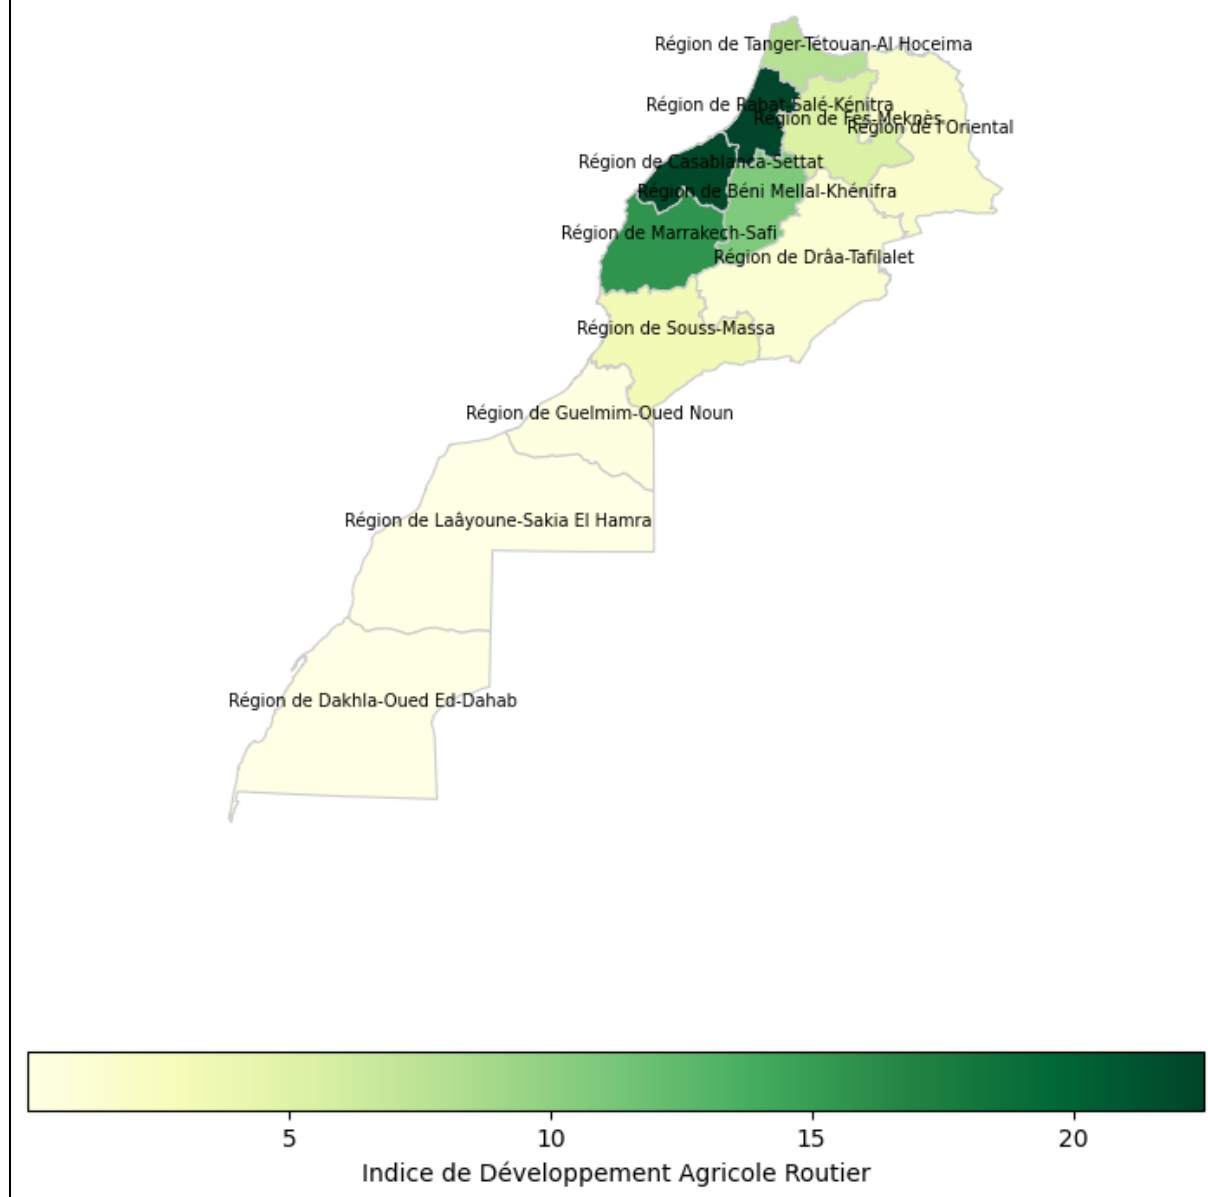 Région de Tanger-Tétouan-Al Hoceima
Région de Rabat-Salé-Kénitra
Région de Fès-Meknès
Région de l'Oriental
Région de Casablanca-Settat
Région de Béni Mellal-Khénifra
Région de Marrakech-Safi
Région de Drâa-Tafilalet
Région de Souss-Massa
Région de Guelmim-Oued Noun
Région de Laâyoune-Sakia El Hamra
Région de Dakhla-Oued Ed-Dahab
5 10 15 20
Indice de Développement Agricole Routier